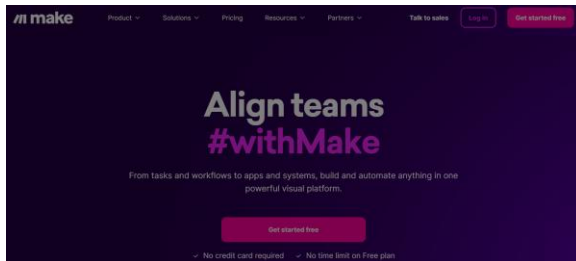 make
Product Solutions Pricing Resources Partners Talk to sales Log in Get started free
Align teams
#withMake
From tasks and workflows to apps and systems, build and automate anything in one
powerful visual platform.
Get started free
✓ No credit card required ✓ No time limit on Free plan